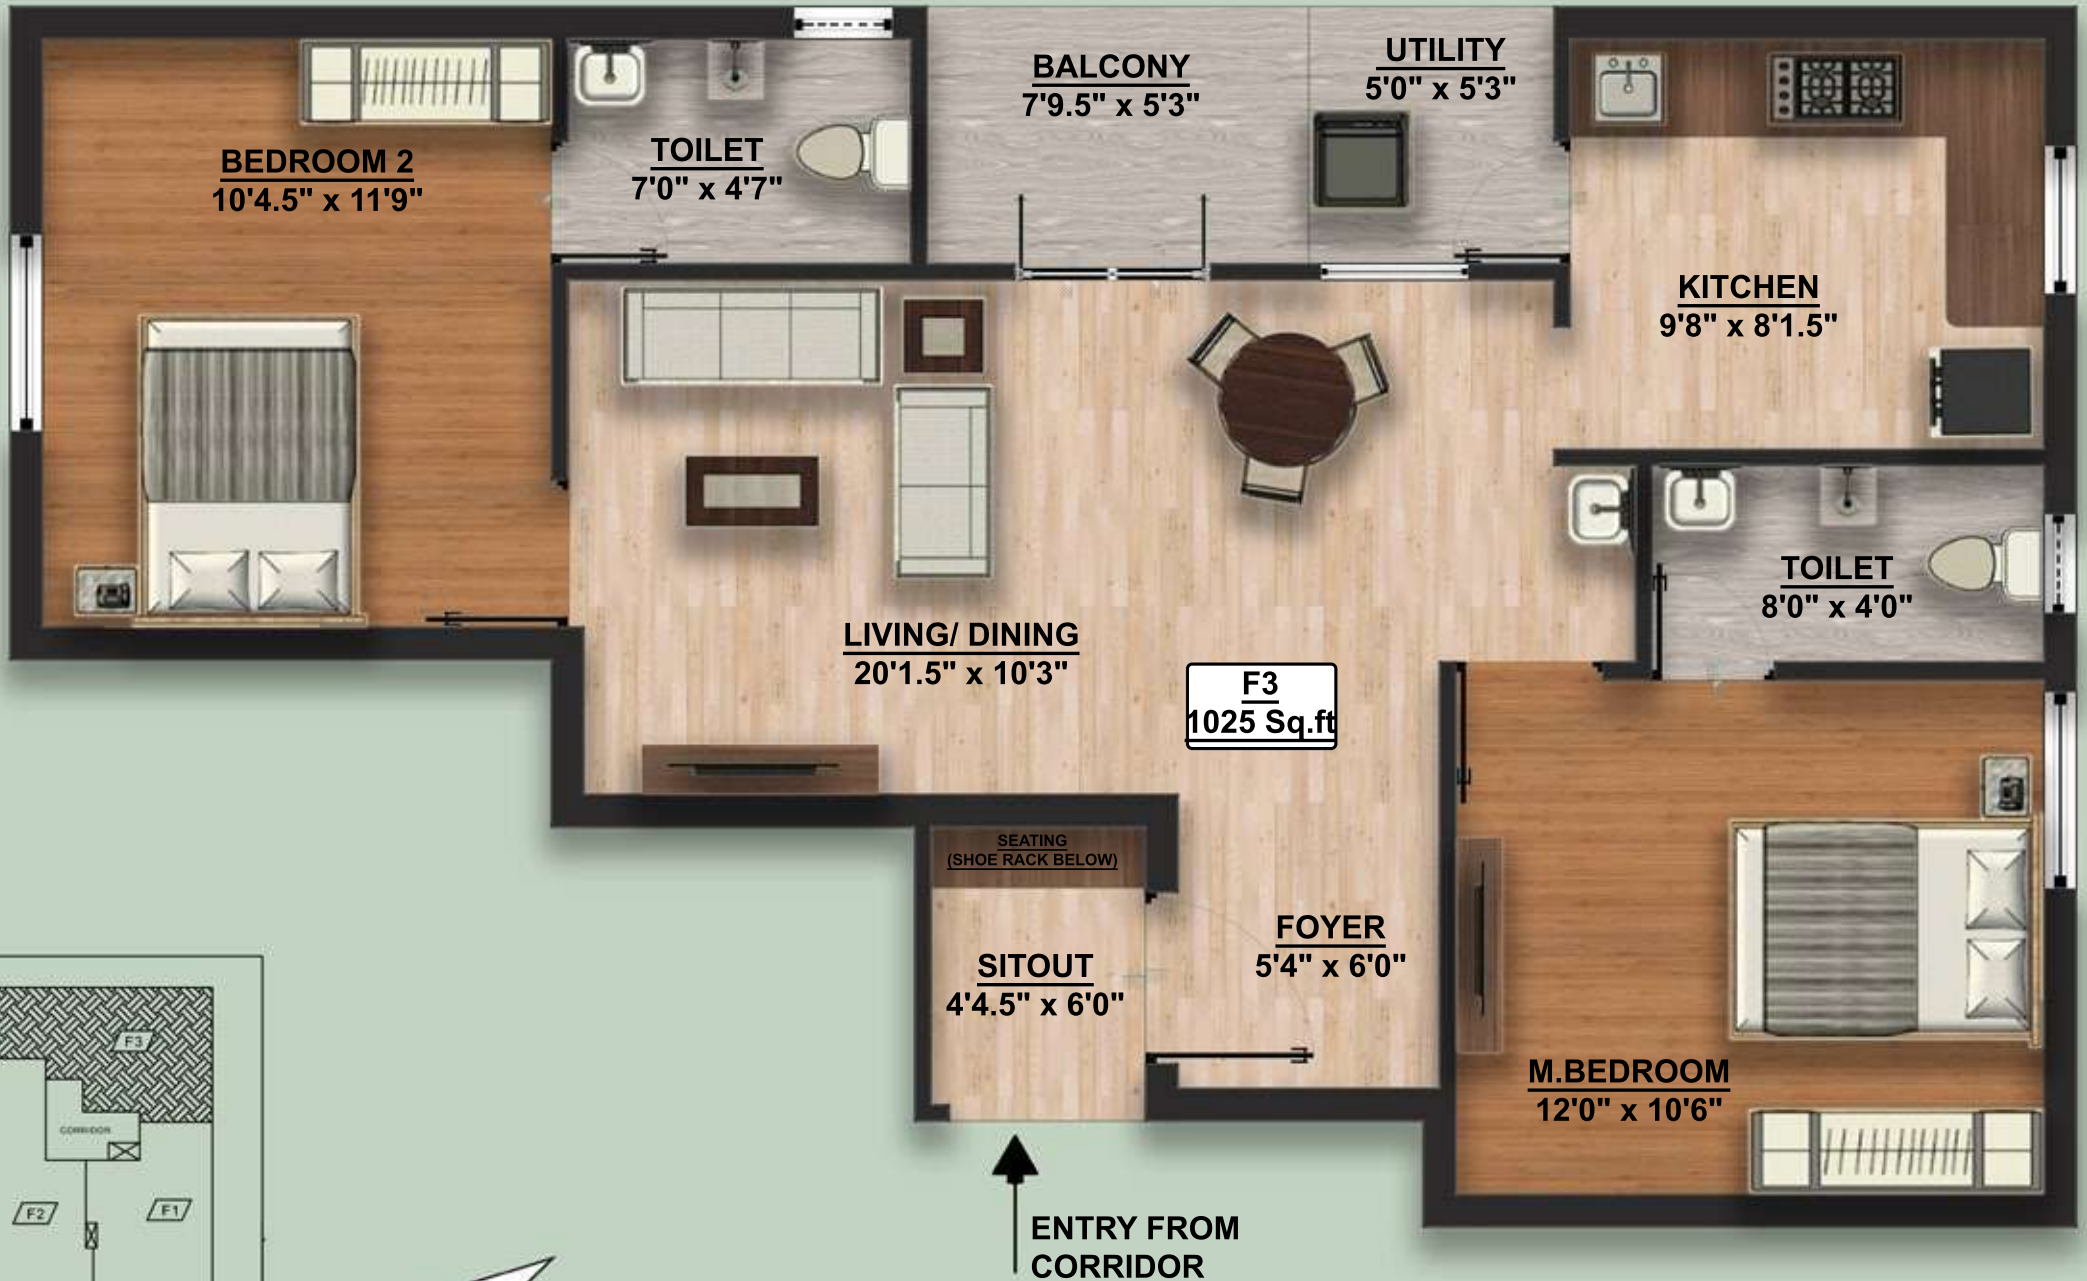 BALCONY
7'9.5" x 5'3"
UTILITY
5'0" x 5'3"
BEDROOM 2
10'4.5" x 11'9"
TOILET
7'0" x 4'7"
KITCHEN
9'8" x 8'1.5"
TOILET
8'0" x 4'0"
LIVING/ DINING
20'1.5" x 10'3"
F3
1025 Sq.ft
SEATING
(SHOE RACK BELOW)
FOYER
5'4" x 6'0"
SITOUT
4'4.5" x 6'0"
M.BEDROOM
12'0" x 10'6"
F3
CORRIDOR
F2
F1
ENTRY FROM
CORRIDOR